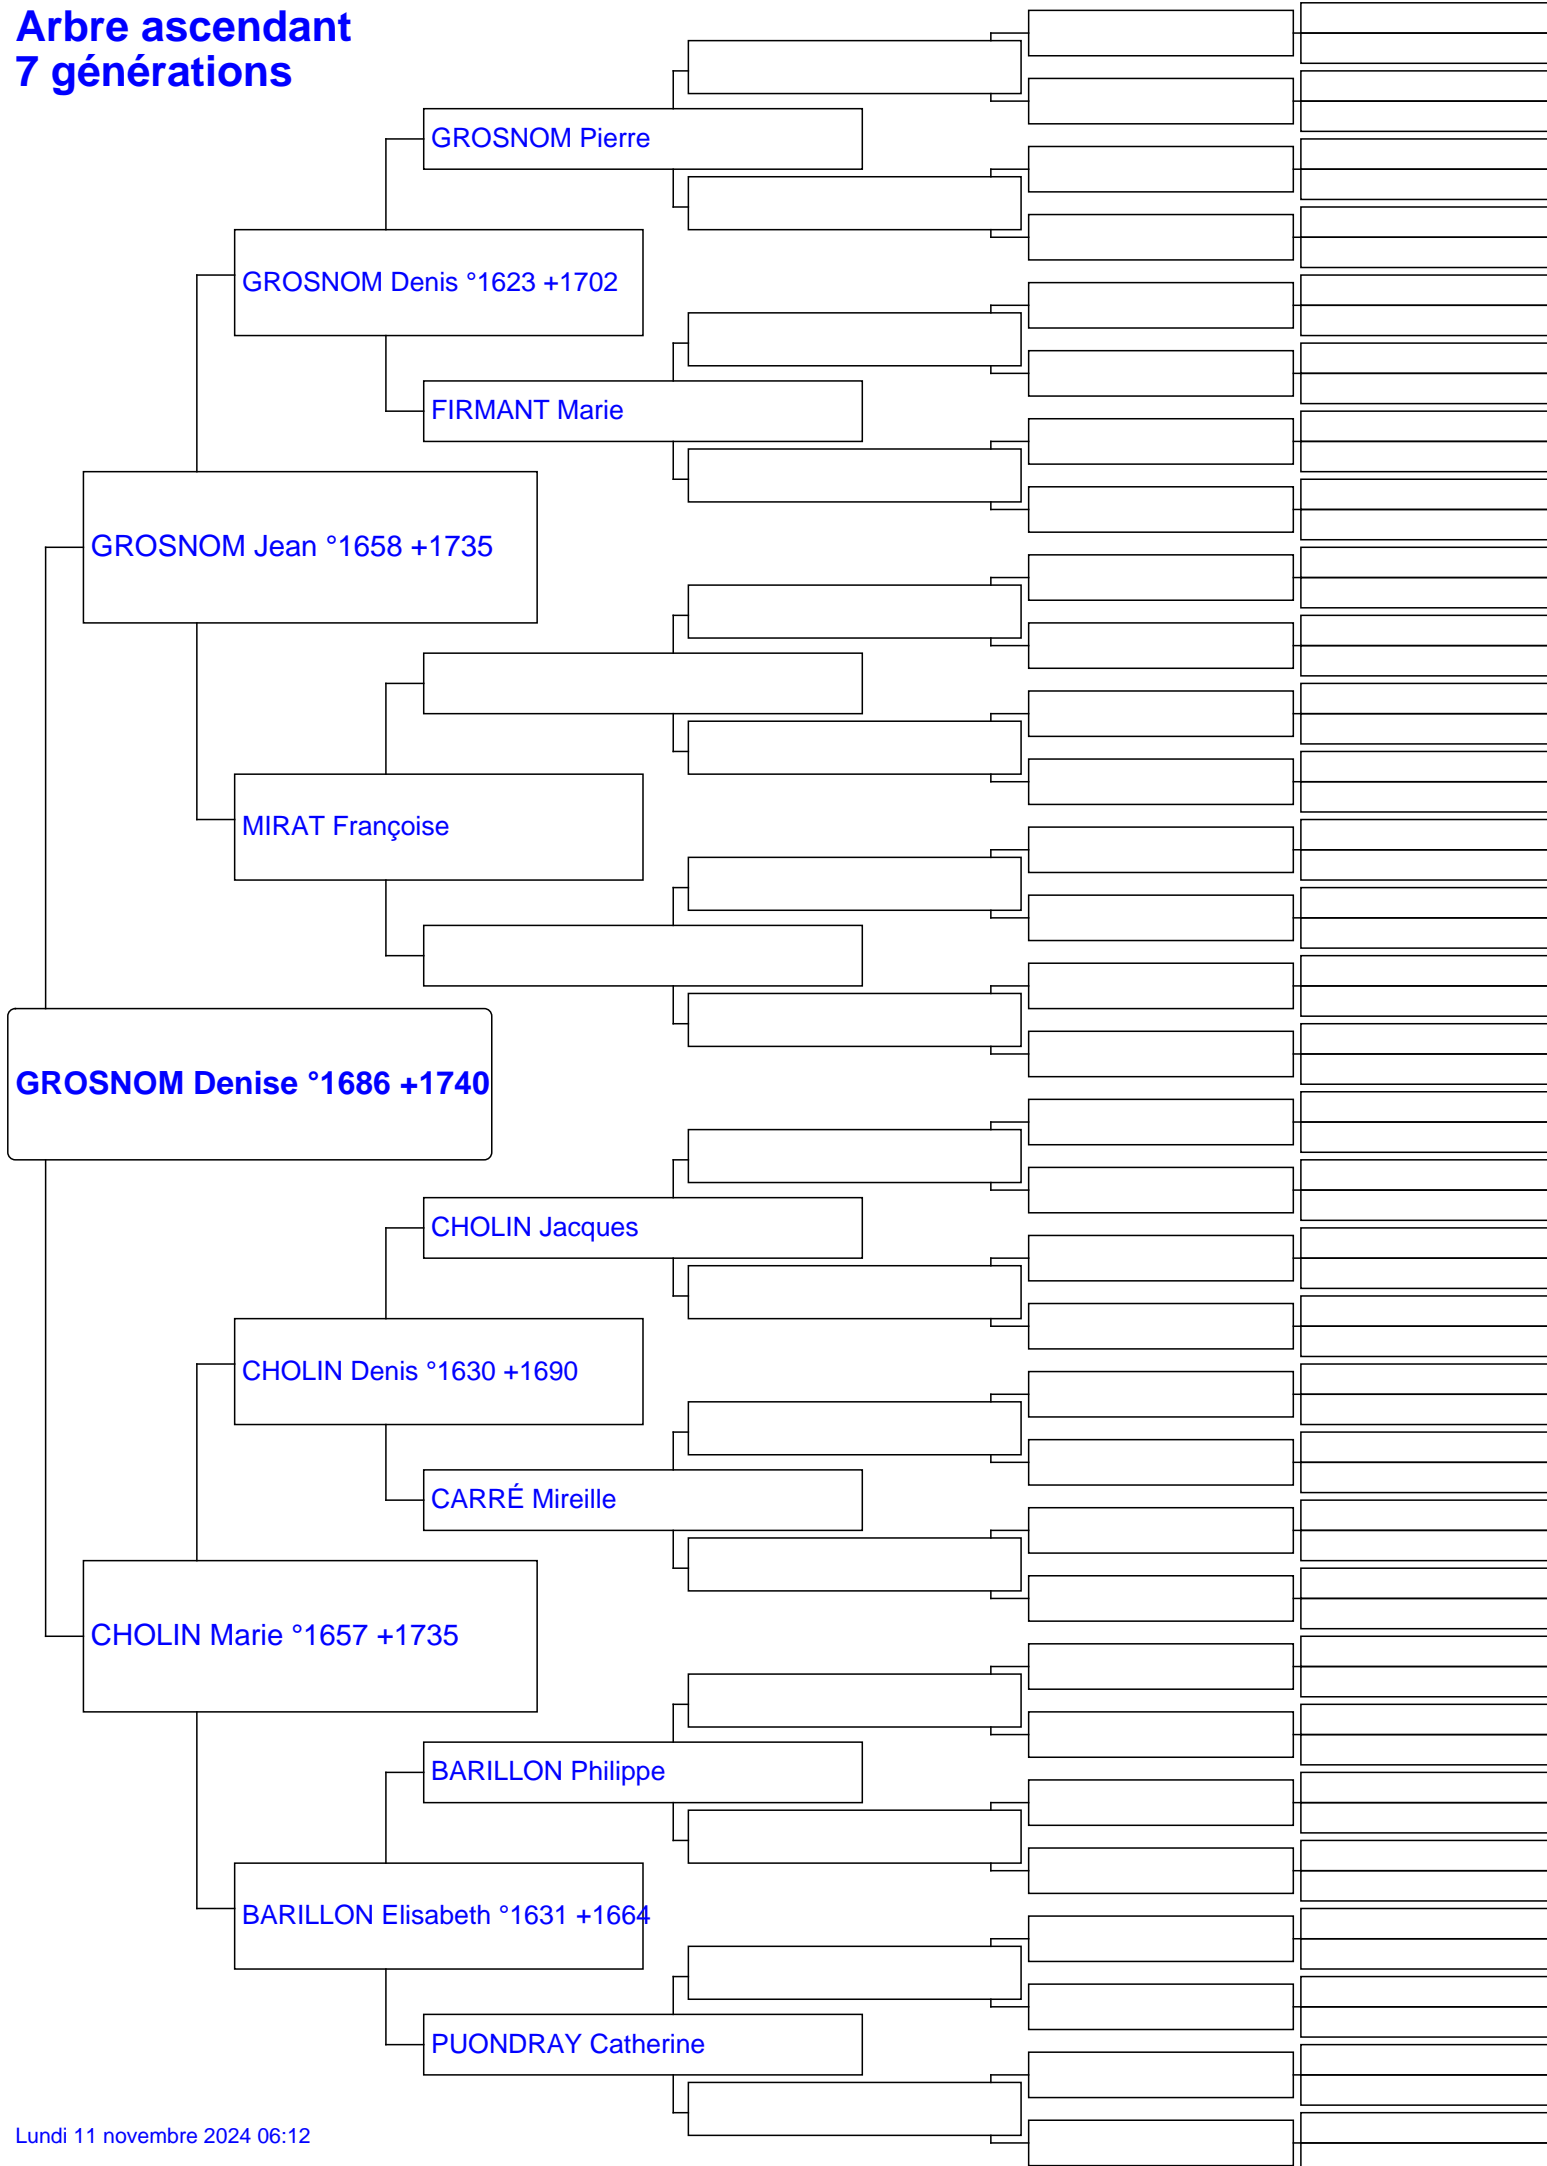 Arbre ascendant
7 générations
GROSNOM Pierre
GROSNOM Denis °1623 +1702
FIRMANT Marie
GROSNOM Jean °1658 +1735
MIRAT Françoise
GROSNOM Denise °1686 +1740
CHOLIN Jacques
CHOLIN Denis °1630 +1690
CARRÉ Mireille
CHOLIN Marie °1657 +1735
BARILLON Philippe
BARILLON Elisabeth °1631 +1664
PUONDRAY Catherine
Lundi 11 novembre 2024 06:12